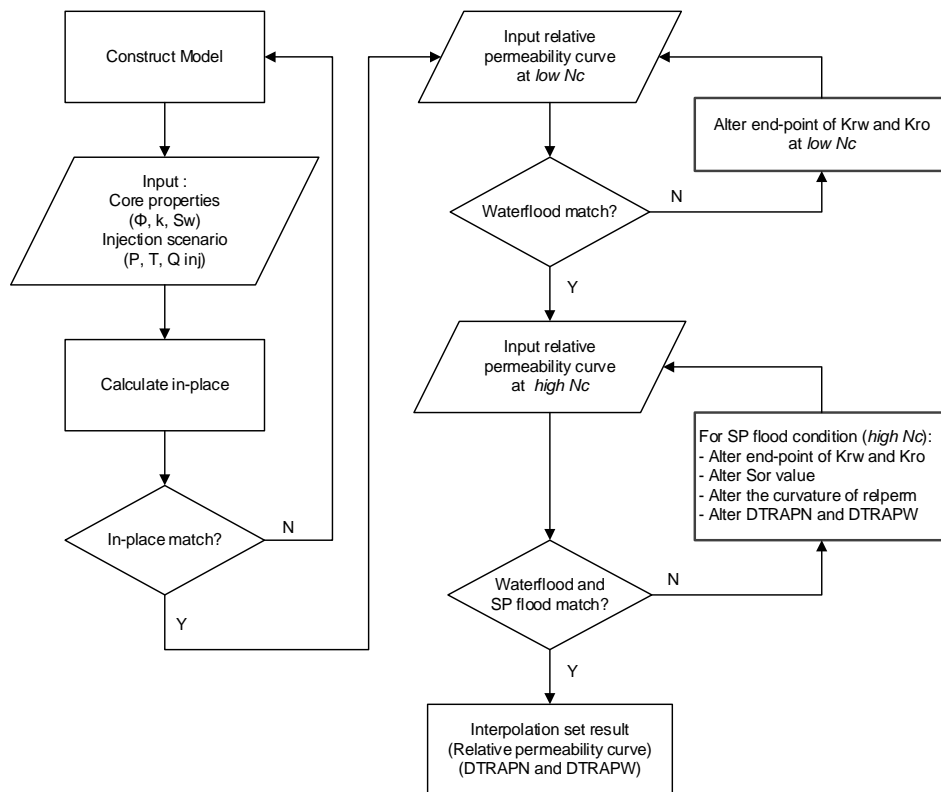 Construct Model
Input :
Core properties
(Φ, k, Sw)
Injection scenario
(P, T, Q inj)
Calculate in-place
In-place match?
N
Y
Input relative
permeability curve
at low Nc
Alter end-point of Krw and Kro
at low Nc
Waterflood match?
N
Y
Input relative
permeability curve
at high Nc
For SP flood condition (high Nc):
- Alter end-point of Krw and Kro
- Alter Sor value
- Alter the curvature of relperm
- Alter DTRAPN and DTRAPW
Waterflood and
SP flood match?
N
Y
Interpolation set result
(Relative permeability curve)
(DTRAPN and DTRAPW)